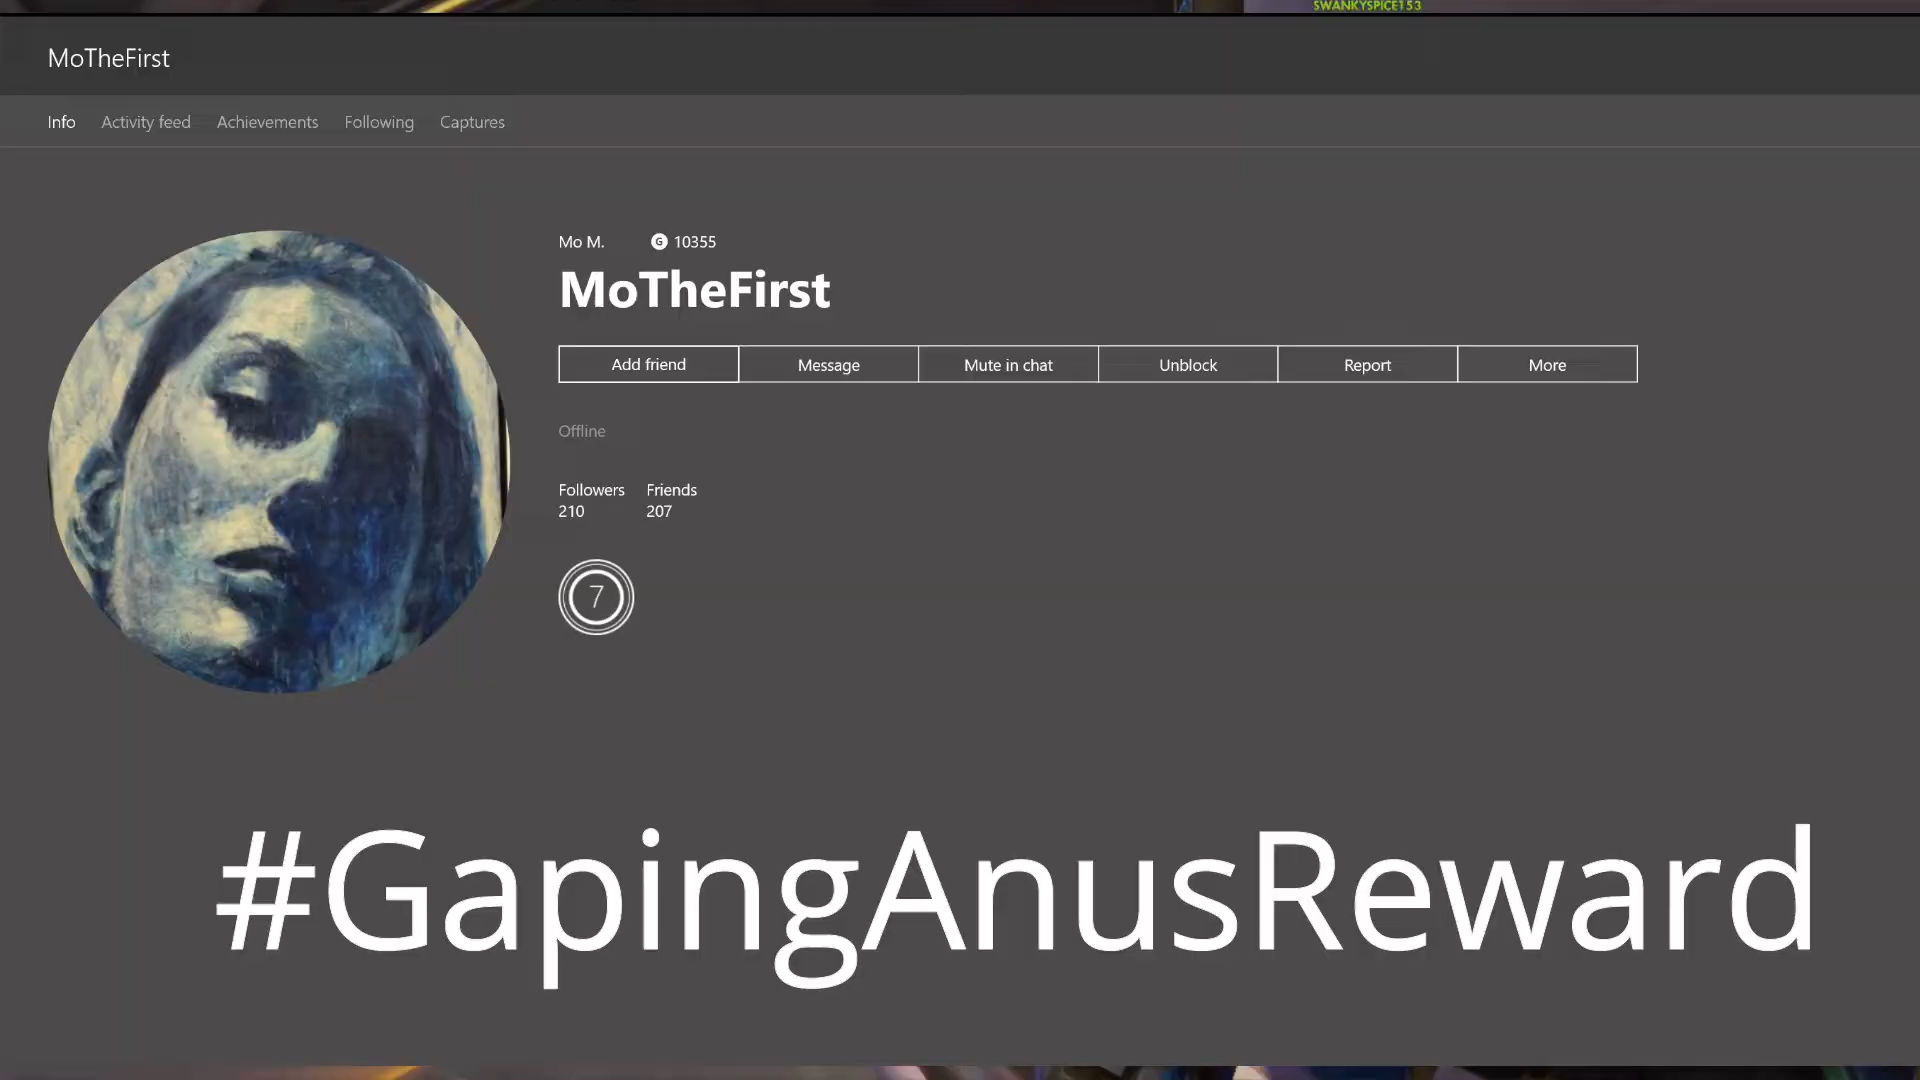 SWANKYSPICE153
MoTheFirst
Info Activity feed Achievements Following Captures
Mo M. G 10355
MoTheFirst
Add friend Message Mute in chat Unblock Report More
Offline
Followers Friends
210 207
7
#GapingAnusReward